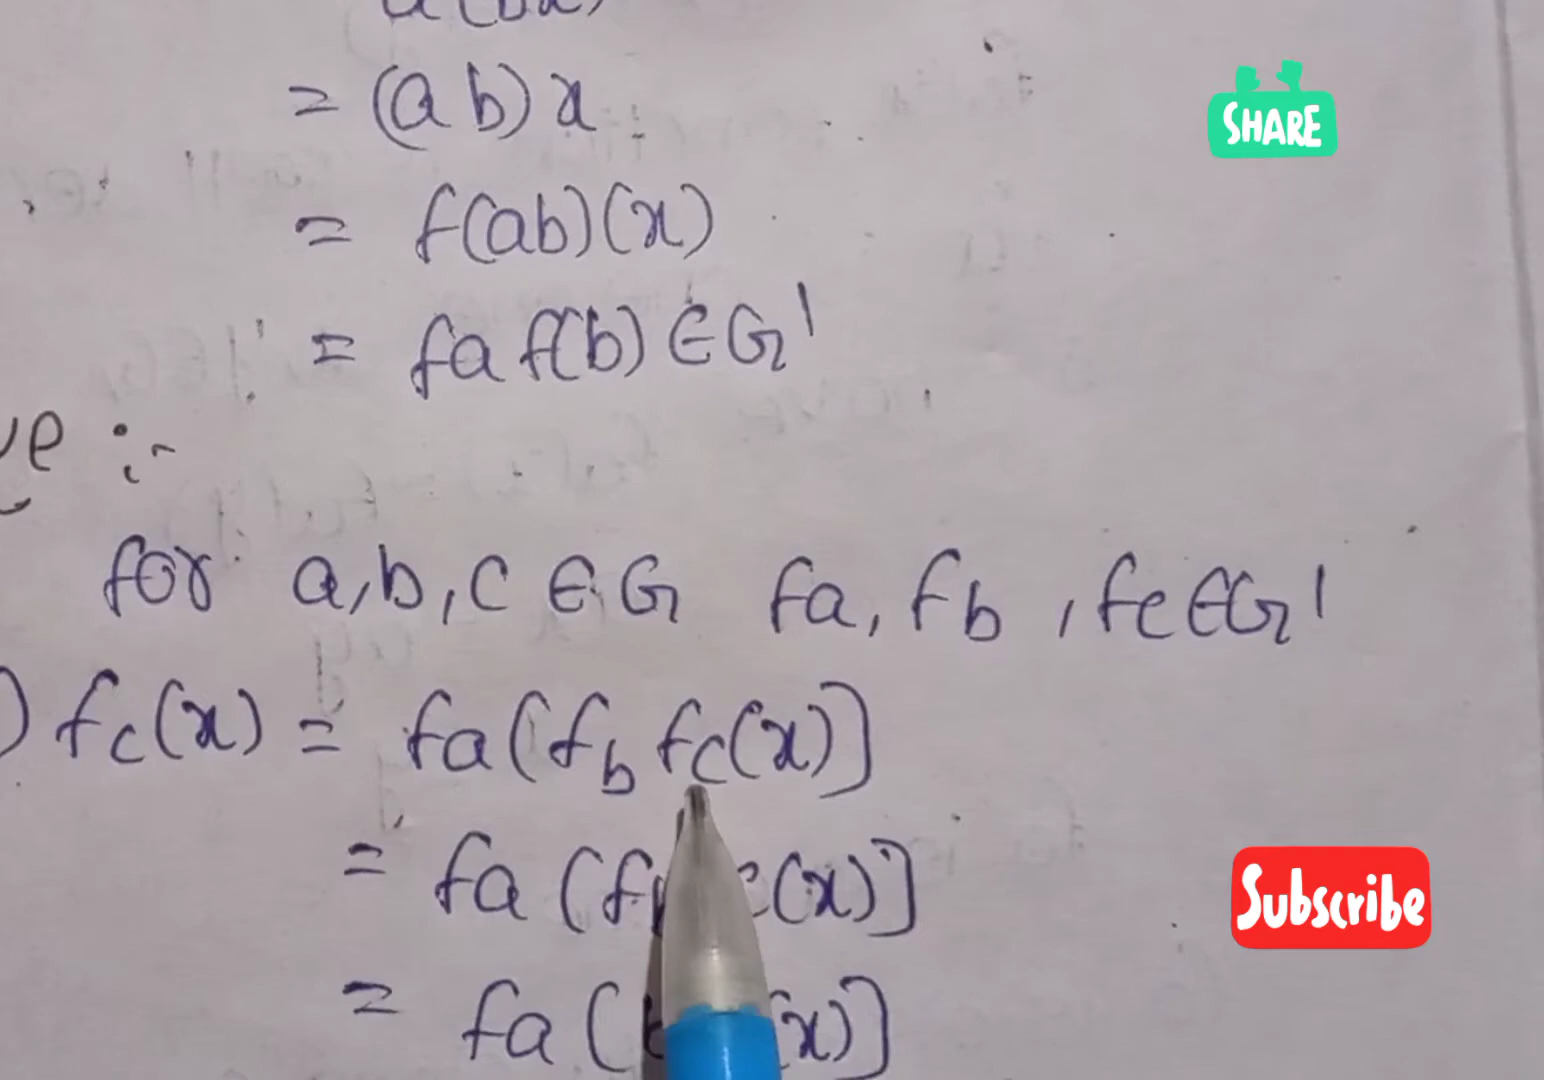 = (ab)x
SHARE
= f(ab)(x)
= fa f(b) ∈ G'
for a,b,c ∈ G fa, fb, fc ∈ G'
) fc(x) = fa(fb fc(x)]
= fa (f (x)]
Subscribe
= fa ( (x)]